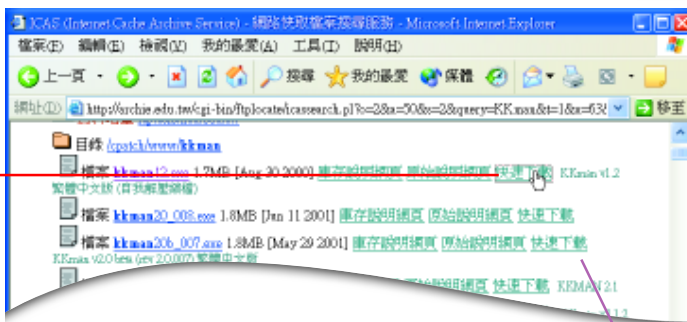 ICAS (Internet Cache Archive Service) - 網路快取檔案搜尋服務 - Microsoft Internet Explorer
檔案(F) 編輯(E) 檢視(V) 我的最愛(A) 工具(T) 說明(H)
上一頁 搜尋 我的最愛 媒體
網址(D) http://archie.edu.tw/cgi-bin/ftplocate/icassearch.pl?o=2&a=50&s=2&query=KKman&t=1&a=63 移至
目錄 /cpatch/www/kkman
檔案 kkman12.exe 1.7MB [Aug 30 2000] 庫存說明網頁 原始說明網頁 快速下載 KKman v1.2
繁體中文版 (自我解壓縮檔)
檔案 kkman20_008.exe 1.8MB [Jun 11 2001] 庫存說明網頁 原始說明網頁 快速下載
檔案 kkman20b_007.exe 1.8MB [May 29 2001] 庫存說明網頁 原始說明網頁 快速下載
KKman v2.0 beta (rev 2.0.007) 繁體中文版
說明網頁 快速下載 KKMAN 2.1